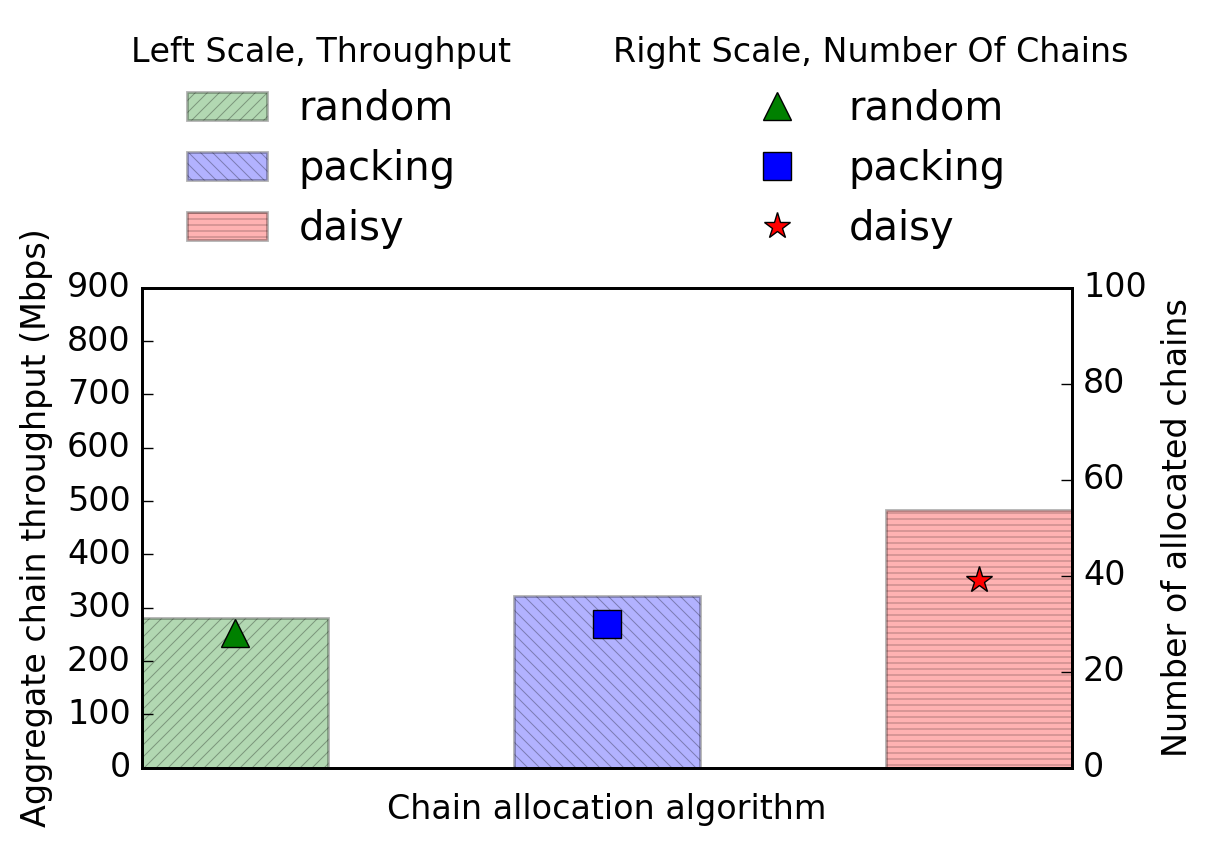 Left Scale, Throughput
random
packing
daisy
Right Scale, Number Of Chains
random
packing
daisy
Aggregate chain throughput (Mbps)
900
800
700
600
500
400
300
200
100
0
100
80
60
40
20
0
Number of allocated chains
Chain allocation algorithm